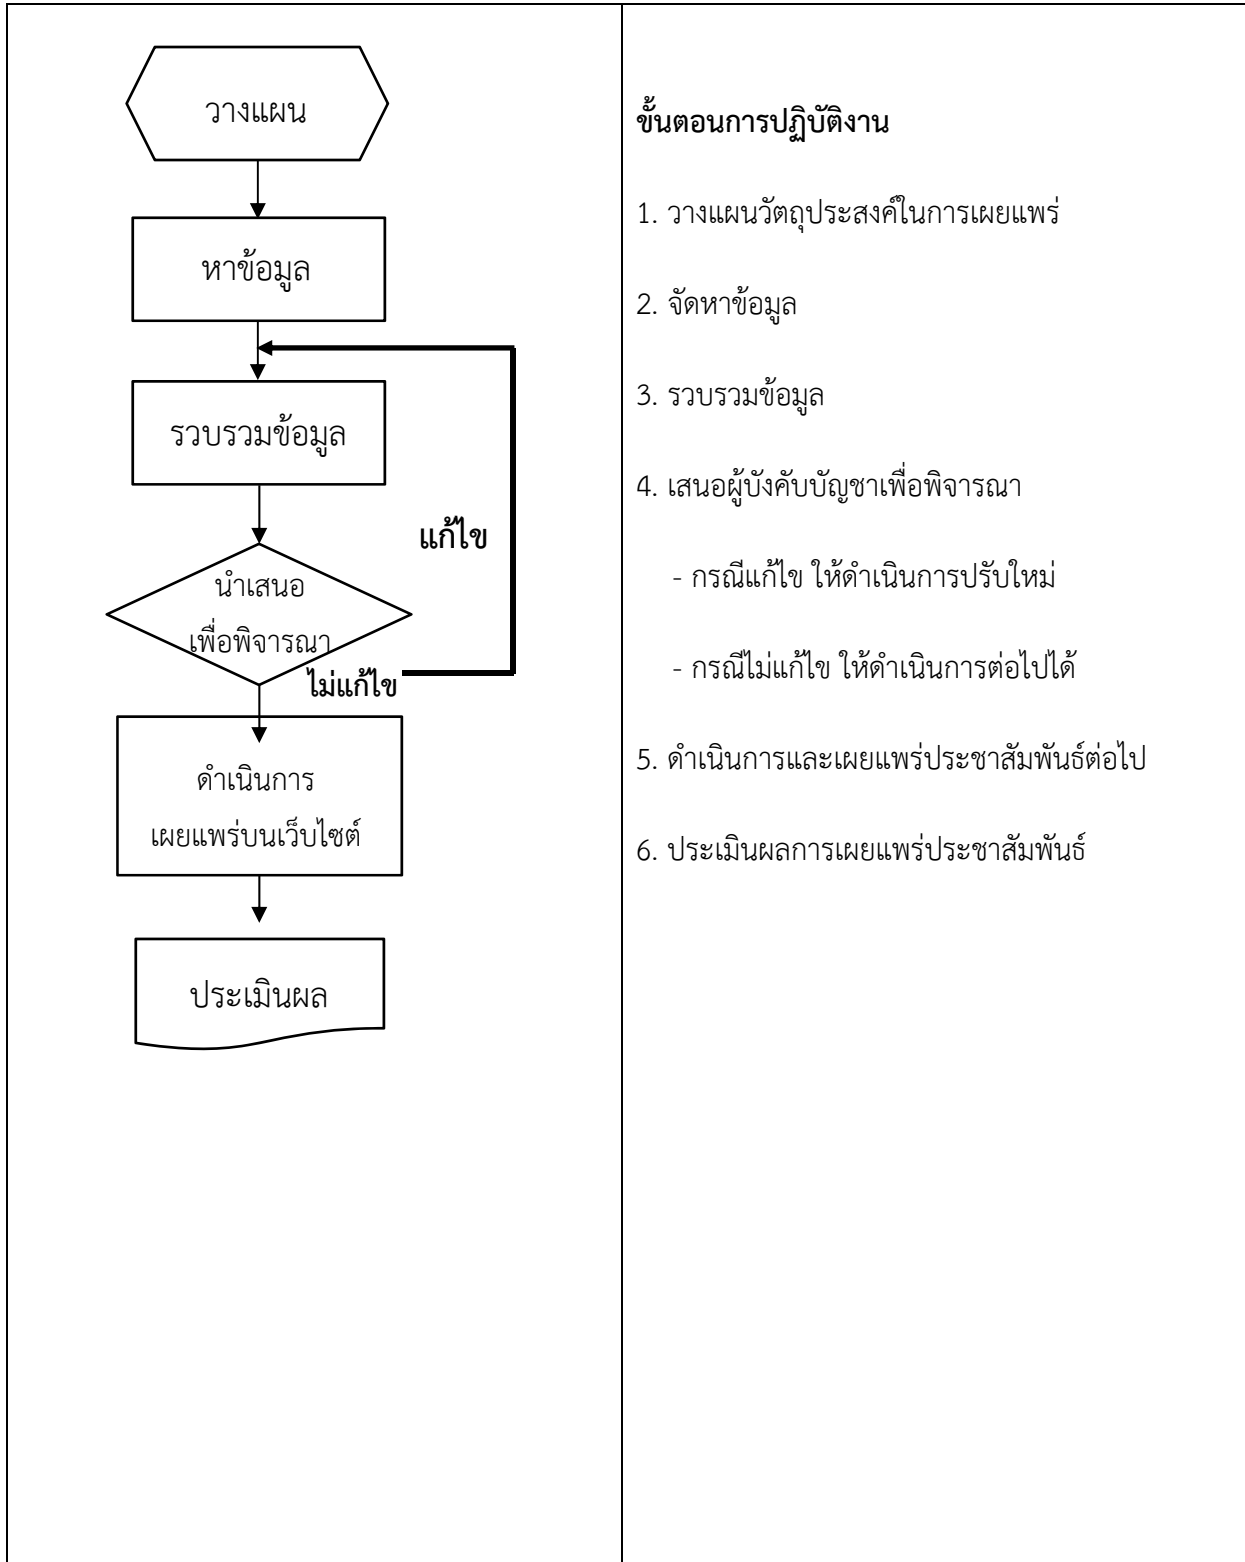 วางแผน
หาข้อมูล
รวบรวมข้อมูล
แก้ไข
นำเสนอ
เพื่อพิจารณา
ไม่แก้ไข
ดำเนินการ
เผยแพร่บนเว็บไซต์
ประเมินผล
ขั้นตอนการปฏิบัติงาน
1. วางแผนวัตถุประสงค์ในการเผยแพร่
2. จัดหาข้อมูล
3. รวบรวมข้อมูล
4. เสนอผู้บังคับบัญชาเพื่อพิจารณา
- กรณีแก้ไข ให้ดำเนินการปรับใหม่
- กรณีไม่แก้ไข ให้ดำเนินการต่อไปได้
5. ดำเนินการและเผยแพร่ประชาสัมพันธ์ต่อไป
6. ประเมินผลการเผยแพร่ประชาสัมพันธ์